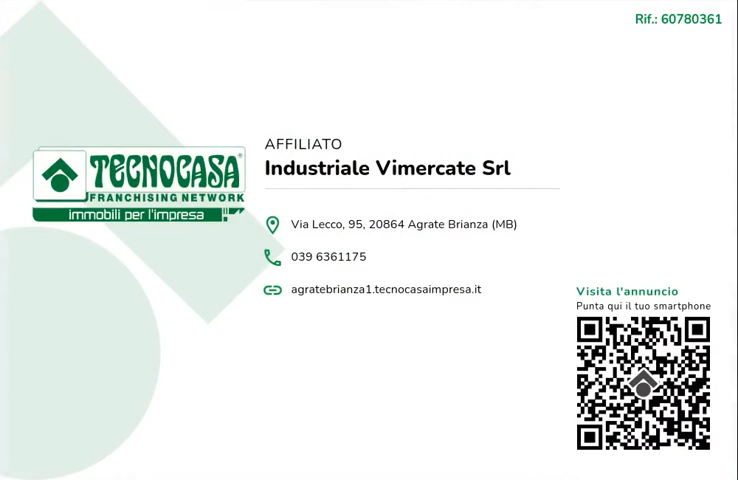 Rif.: 60780361
AFFILIATO
Industriale Vimercate Srl
TECNOCASA®
FRANCHISING NETWORK
immobili per l'impresa
Via Lecco, 95, 20864 Agrate Brianza (MB)
039 6361175
agratebrianza1.tecnocasaimpresa.it
Visita l'annuncio
Punta qui il tuo smartphone